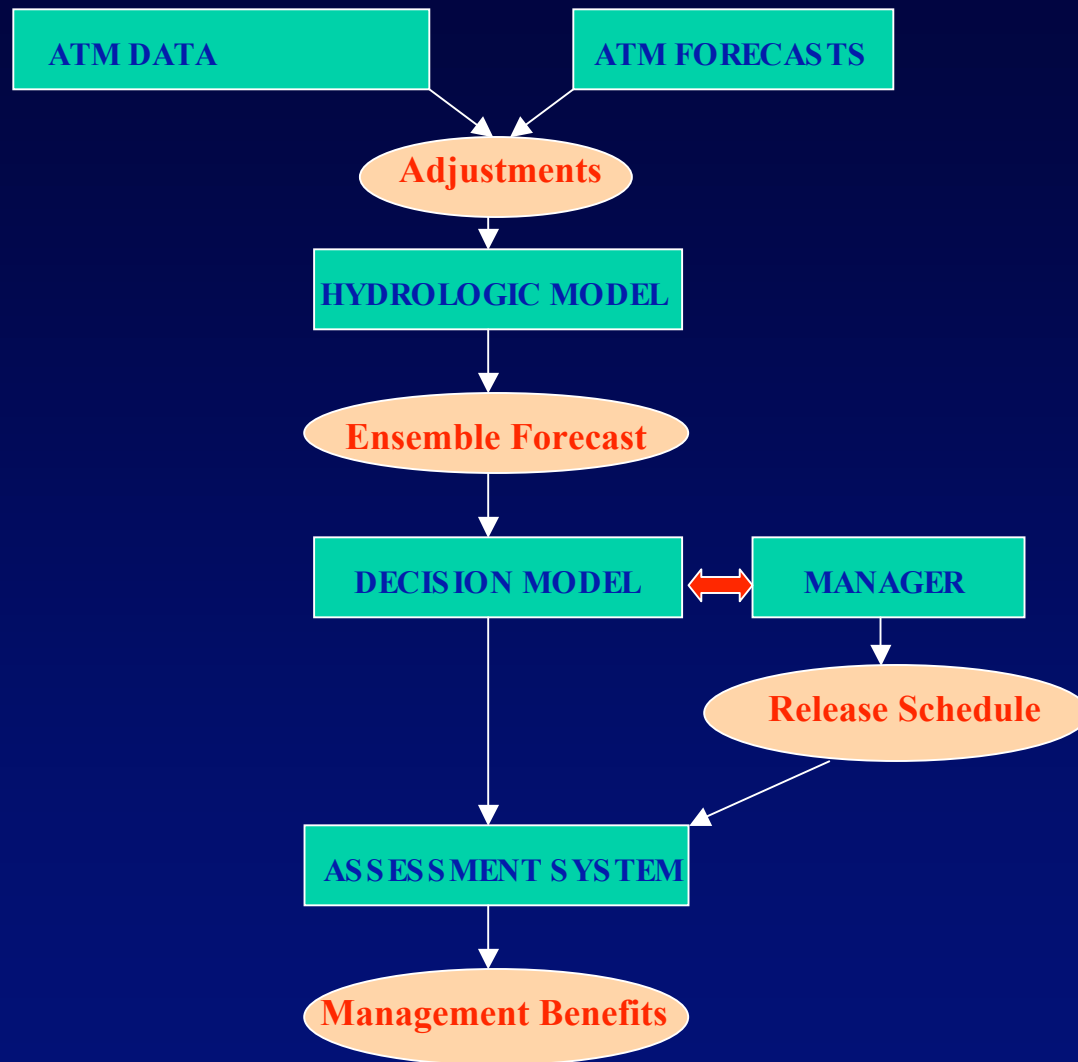 ATM DATA
ATM FORECASTS
Adjustments
HYDROLOGIC MODEL
Ensemble Forecast
DECISION MODEL
MANAGER
Release Schedule
ASSESSMENT SYSTEM
Management Benefits